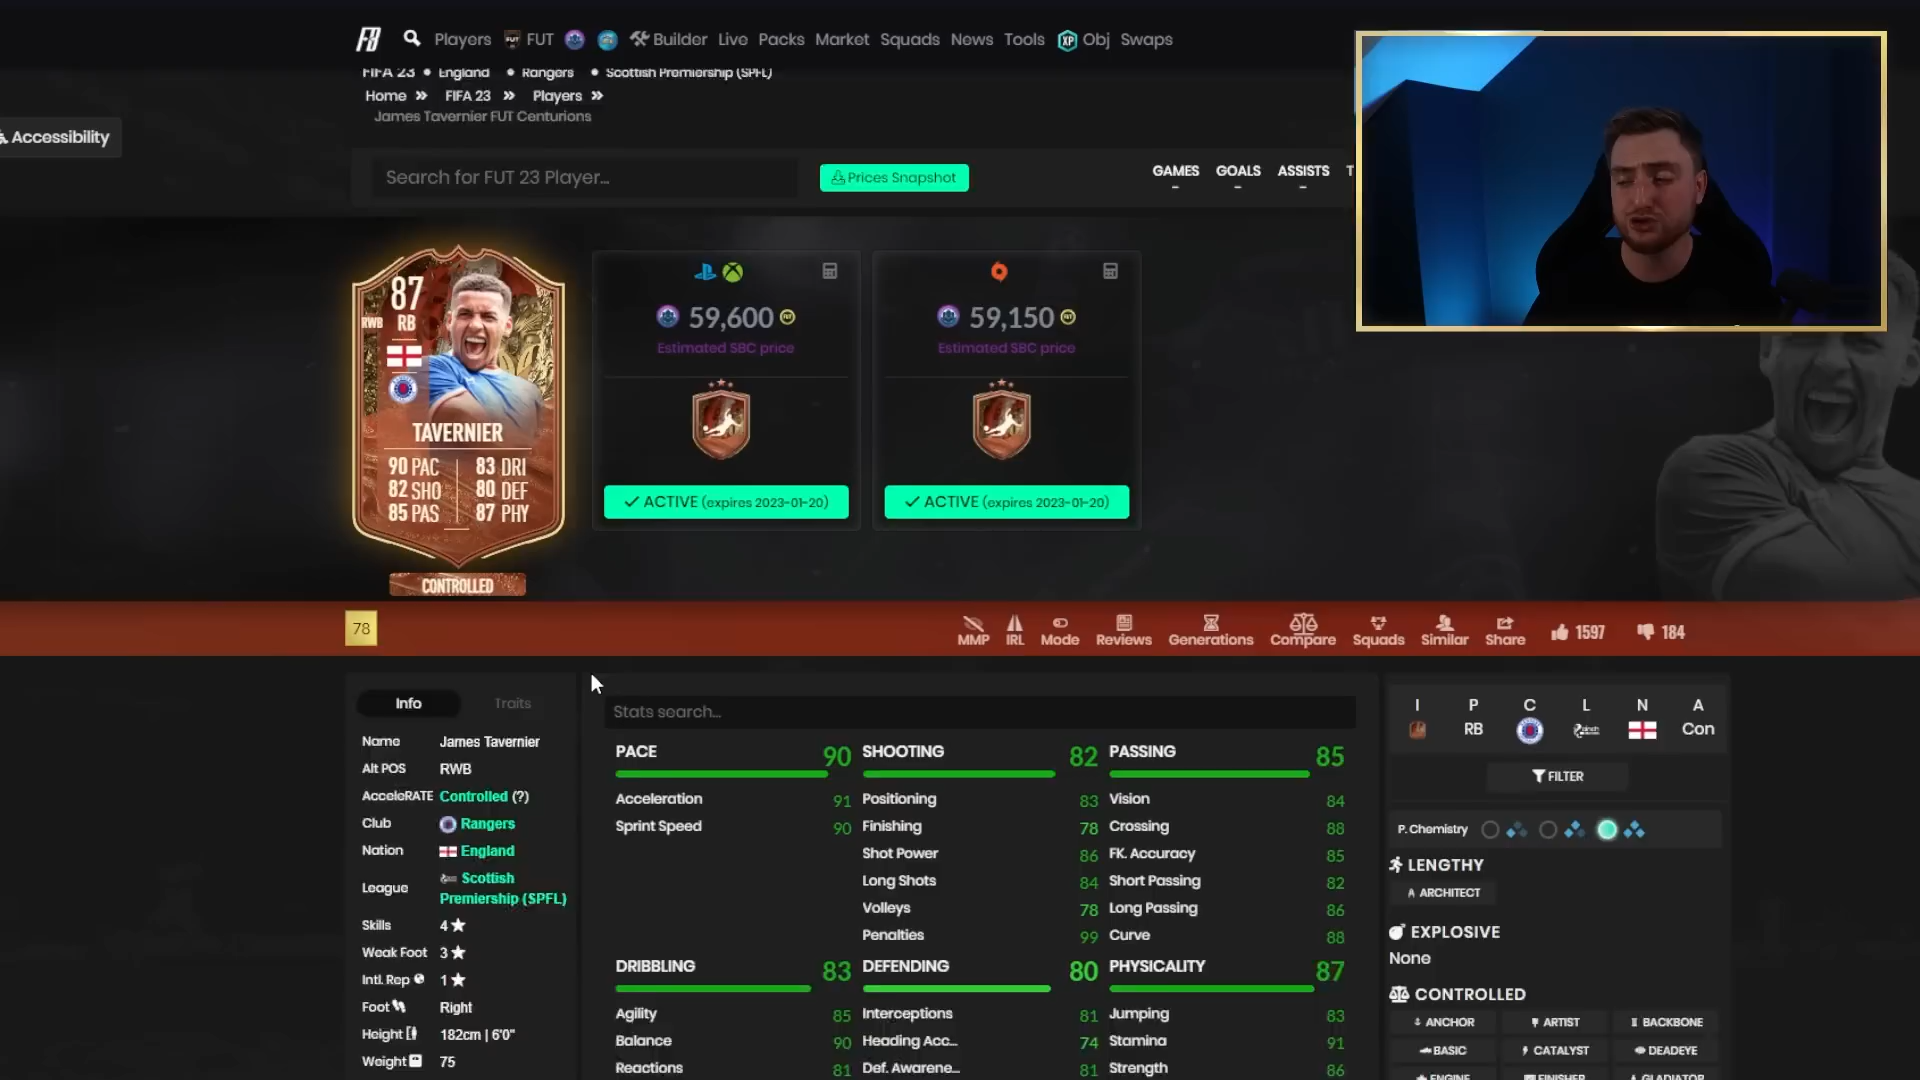 Players FUT Builder Live Packs Market Squads News Tools XP Obj Swaps
FIFA 23 • England • Rangers • Scottish Premiership (SPFL)
Home » FIFA 23 » Players »
James Tavernier FUT Centurions
Accessibility
Search for FUT 23 Player...
Prices Snapshot
GAMES GOALS ASSISTS T
- - -
87
RWB RB
TAVERNIER
90 PAC 83 DRI
82 SHO 80 DEF
85 PAS 87 PHY
CONTROLLED
59,600
Estimated SBC price
ACTIVE (expires 2023-01-20)
59,150
Estimated SBC price
ACTIVE (expires 2023-01-20)
78
MMP IRL Mode Reviews Generations Compare Squads Similar Share 1597 184
Info Traits
Name James Tavernier
Alt POS RWB
AcceleRATE Controlled (?)
Club Rangers
Nation England
League Scottish Premiership (SPFL)
Skills 4
Weak Foot 3
Intl. Rep 1
Foot Right
Height 182cm | 6'0"
Weight 75
Stats search...
PACE 90
Acceleration 91
Sprint Speed 90
SHOOTING 82
Positioning 83
Finishing 78
Shot Power 86
Long Shots 84
Volleys 78
Penalties 99
PASSING 85
Vision 84
Crossing 88
FK. Accuracy 85
Short Passing 82
Long Passing 86
Curve 88
DRIBBLING 83
Agility 85
Balance 90
Reactions 81
DEFENDING 80
Interceptions 81
Heading Acc... 74
Def. Awarene... 81
PHYSICALITY 87
Jumping 83
Stamina 91
Strength 86
I P C L N A
RB Con
FILTER
P. Chemistry
LENGTHY
ARCHITECT
EXPLOSIVE
None
CONTROLLED
ANCHOR ARTIST BACKBONE
BASIC CATALYST DEADEYE
ENGINE FINISHER GLADIATOR